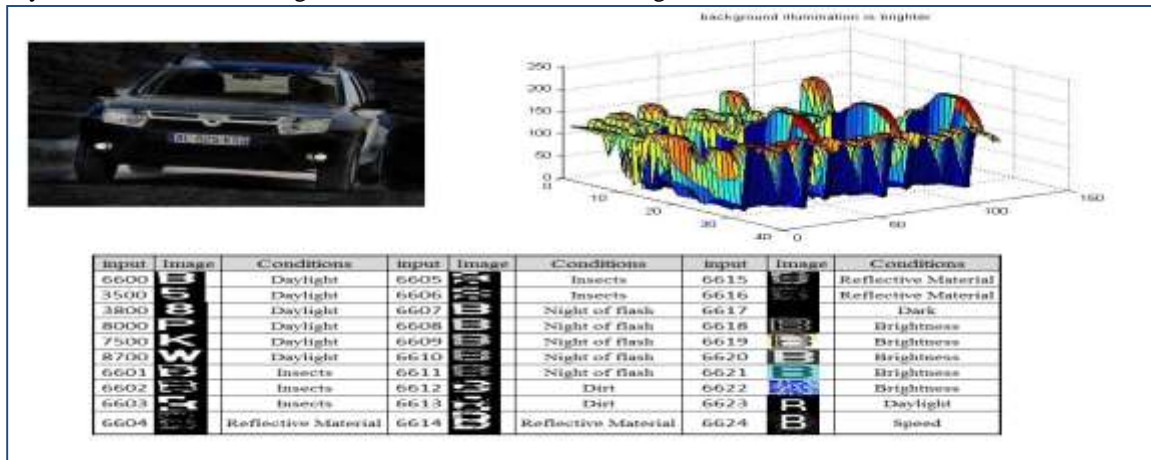 background illumination is brighter
250
200
150
100
50
0
0
10
20
30
40
0
50
100
150
Input Image Conditions Input Image Conditions Input Image Conditions
6600 B Daylight 6605 Insects 6615 Reflective Material
3500 5 Daylight 6606 Insects 6616 Reflective Material
3800 8 Daylight 6607 B Night of flash 6617 Dark
8000 P Daylight 6608 B Night of flash 6618 B Brightness
7500 K Daylight 6609 B Night of flash 6619 B Brightness
8700 W Daylight 6610 Night of flash 6620 B Brightness
6601 Insects 6611 Night of flash 6621 B Brightness
6602 Insects 6612 Dirt 6622 Brightness
6603 Insects 6613 Dirt 6623 R Daylight
6604 Reflective Material 6614 B Reflective Material 6624 B Speed